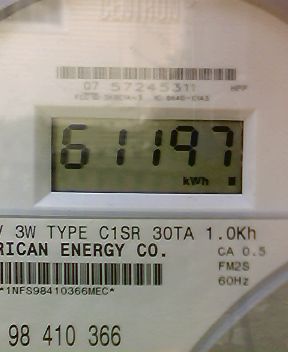 CENTRON
07 57245311
61197
kWh
3W TYPE C1SR 30TA 1.0Kh
RICAN ENERGY CO.
CA 0.5
FM2S
60Hz
*1NFS98410366MEC*
98 410 366